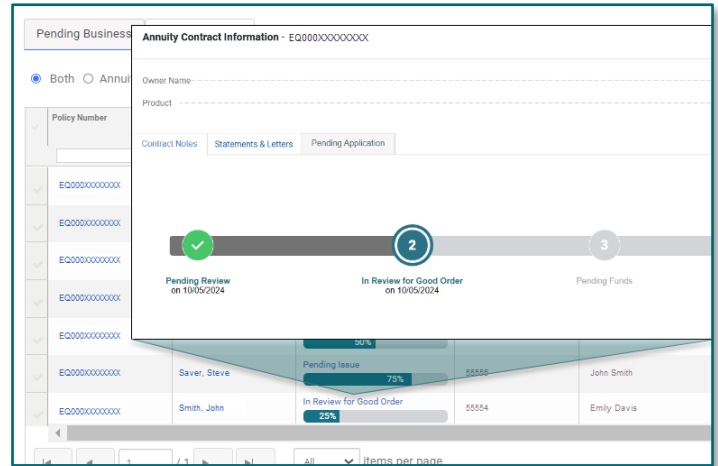 Pending Business
Annuity Contract Information - EQ000XXXXXXXX
Both
Owner Name
Product
Policy Number
Contract Notes Statements & Letters Pending Application
EQ000XXXXXXXX
EQ000XXXXXXXX
EQ000XXXXXXXX
EQ000XXXXXXXX
2
3
Pending Review
on 10/05/2024
In Review for Good Order
on 10/05/2024
Pending Funds
EQ000XXXXXXXX
50%
EQ000XXXXXXXX Saver, Steve Pending Issue 75% 55555 John Smith
EQ000XXXXXXXX Smith, John In Review for Good Order 25% 55554 Emily Davis
1 / 1 All items per page